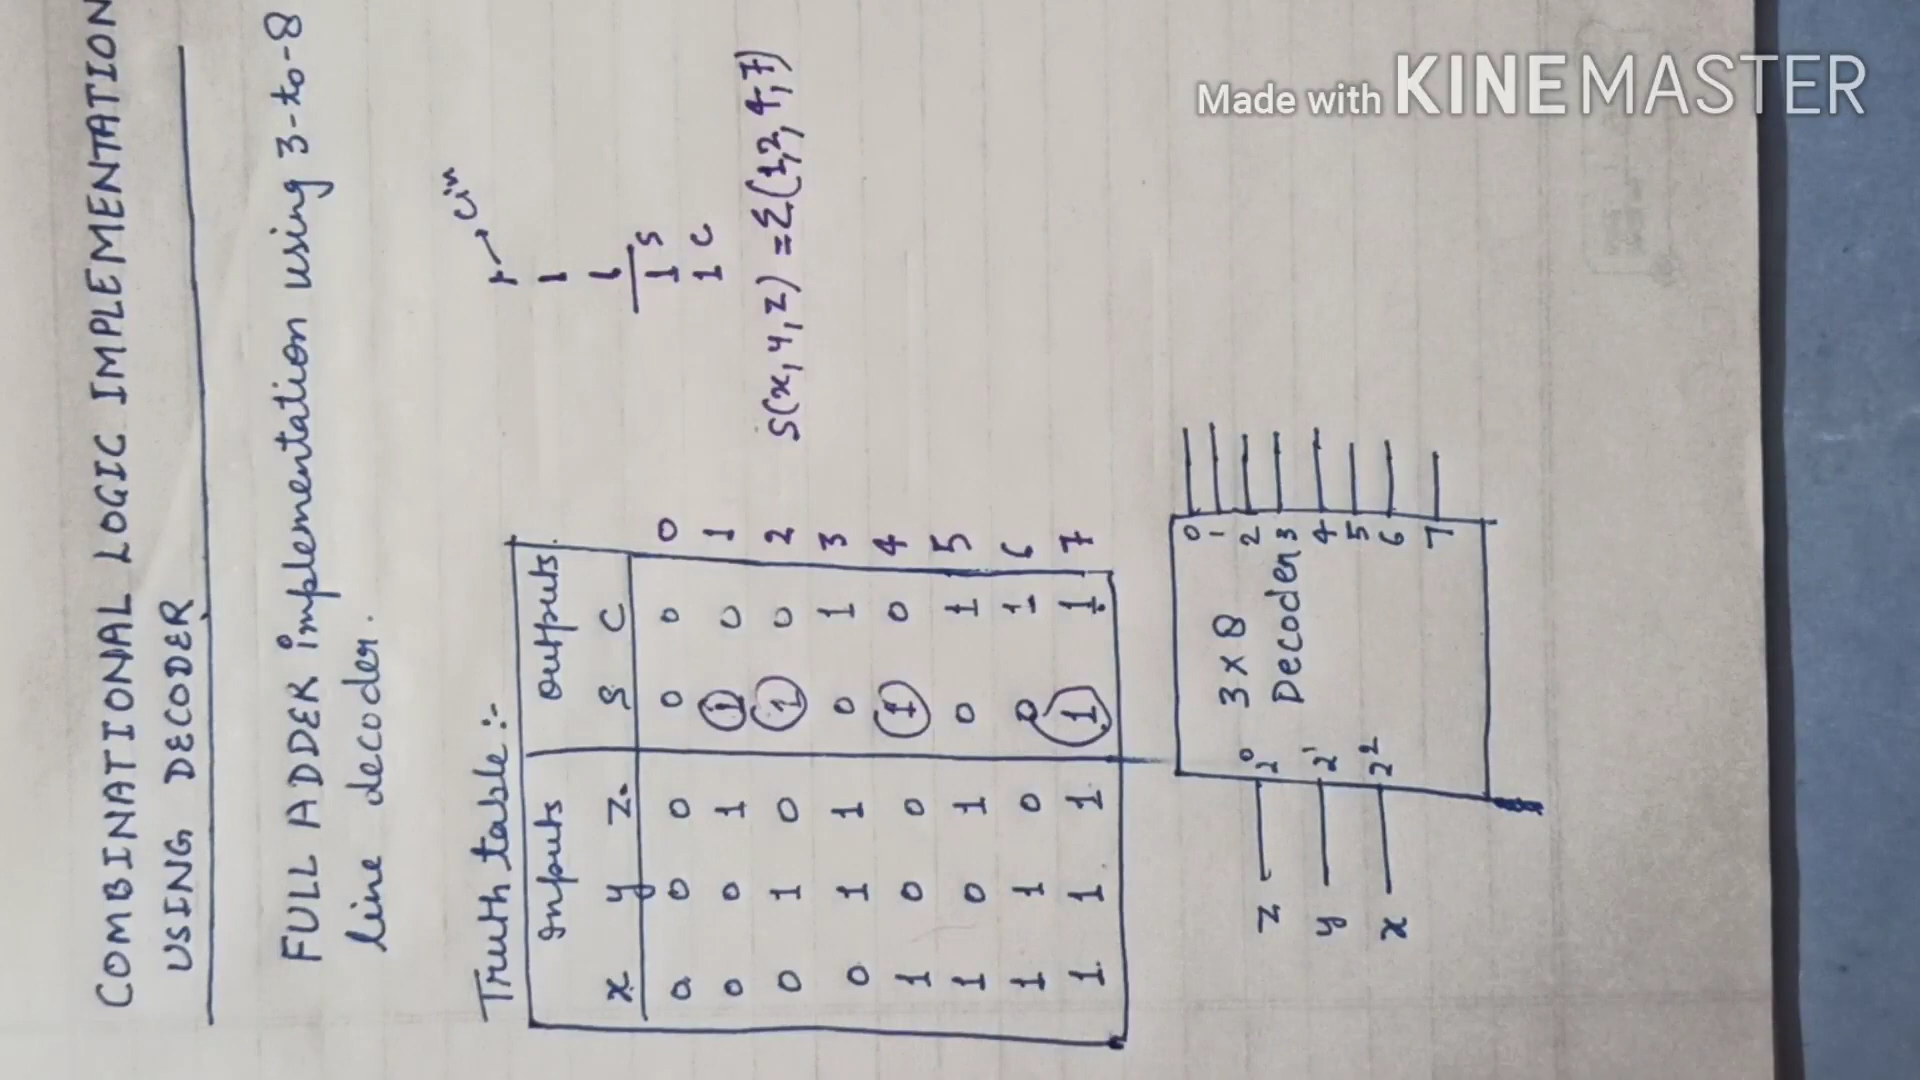 COMBINATIONAL LOGIC IMPLEMENTATION
USING DECODER
FULL ADDER implementation using 3-to-8
line decoder.
Truth table:-
Inputs Outputs
x y z S C
0 0 0 0 0 0
0 0 1 1 0 1
0 1 0 1 0 2
0 1 1 0 1 3
1 0 0 1 0 4
1 0 1 0 1 5
1 1 0 0 1 6
1 1 1 1 1 7
1 → Cin
1
1
1 S
1 C
S(x, y, z) = Σ(1,2,4,7)
3 x 8
Decoder
z 2⁰
y 2¹
x 2²
0
1
2
3
4
5
6
7
Made with KINEMASTER